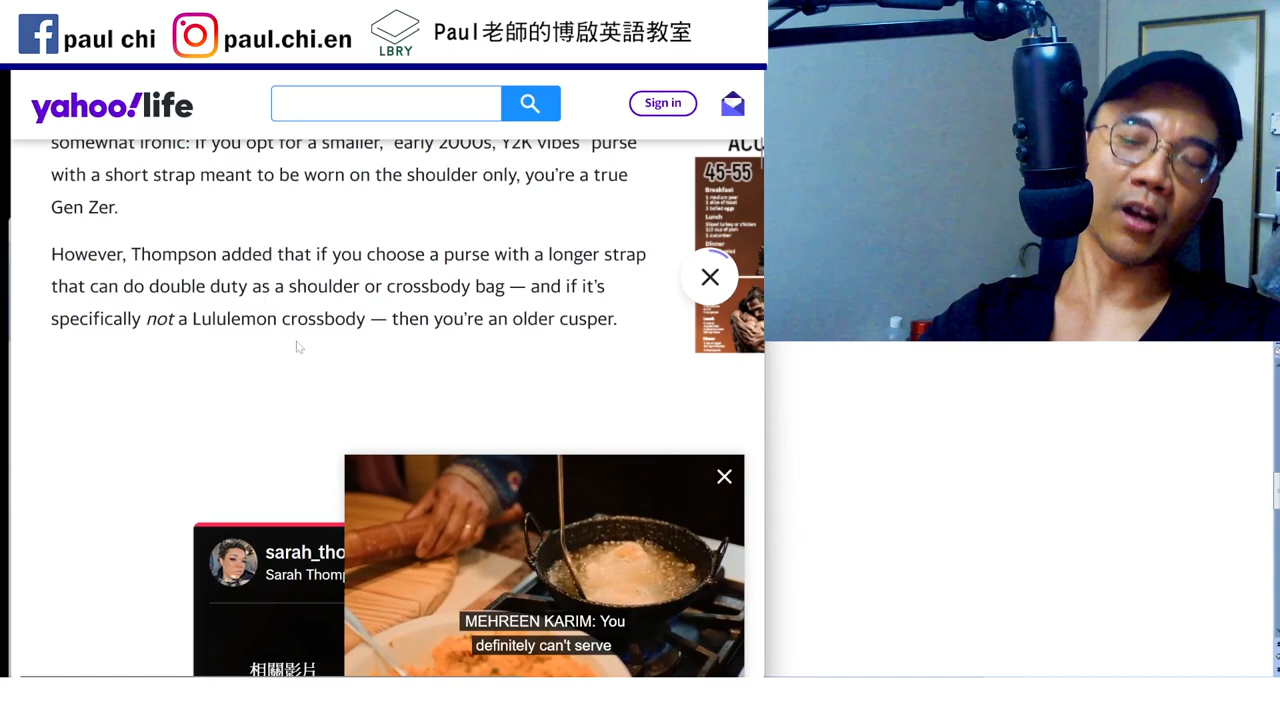 paul chi
paul.chi.en
LBRY
Paul老師的博啟英語教室
yahoo!life
Sign in
somewhat ironic: If you opt for a smaller, "early 2000s, Y2K vibes" purse
with a short strap meant to be worn on the shoulder only, you're a true
Gen Zer.
However, Thompson added that if you choose a purse with a longer strap
that can do double duty as a shoulder or crossbody bag — and if it's
specifically not a Lululemon crossbody — then you're an older cusper.
45-55
Breakfast
Lunch
Dinner
sarah_tho
Sarah Thom
相關影片
MEHREEN KARIM: You
definitely can't serve